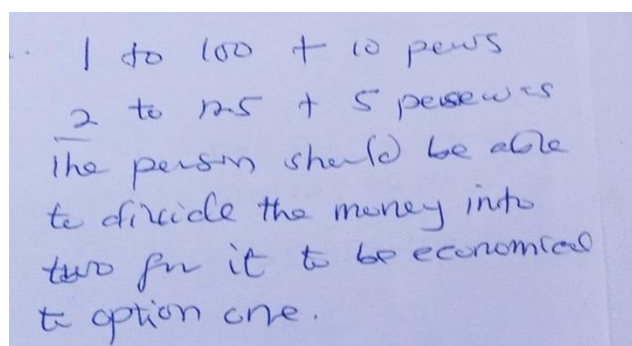 1 to 100 + 10 pews
2 to 125 + 5 pesewas
The person should be able
to divide the money into
two for it to be economical
to option one.